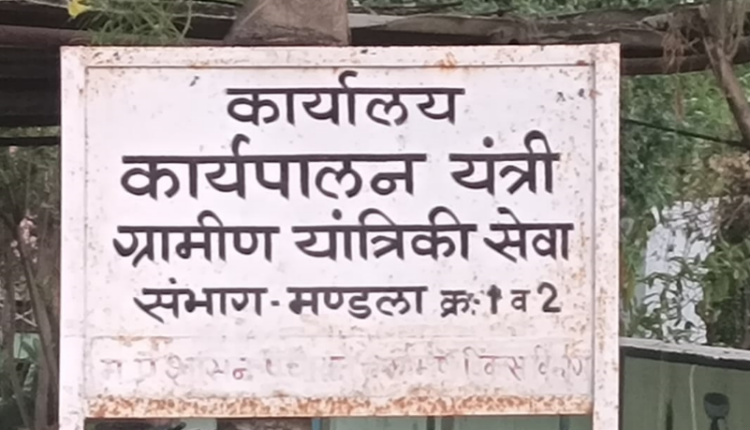 कार्यालय
कार्यपालन यंत्री
ग्रामीण यांत्रिकी सेवा
संभाग - मण्डला क्र: 1 व 2